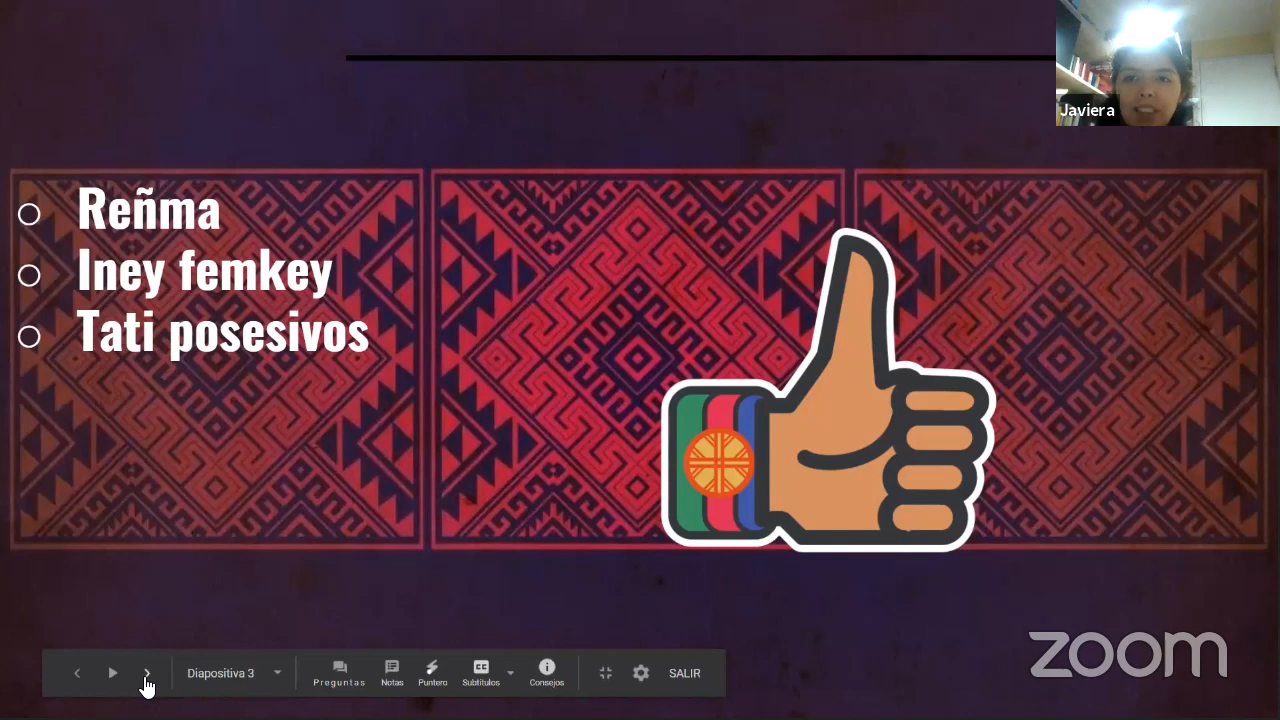 Javiera
Reñma
Iney femkey
Tati posesivos
zoom
Diapositiva 3
Preguntas
Notas
Puntero
Subtítulos
Consejos
SALIR